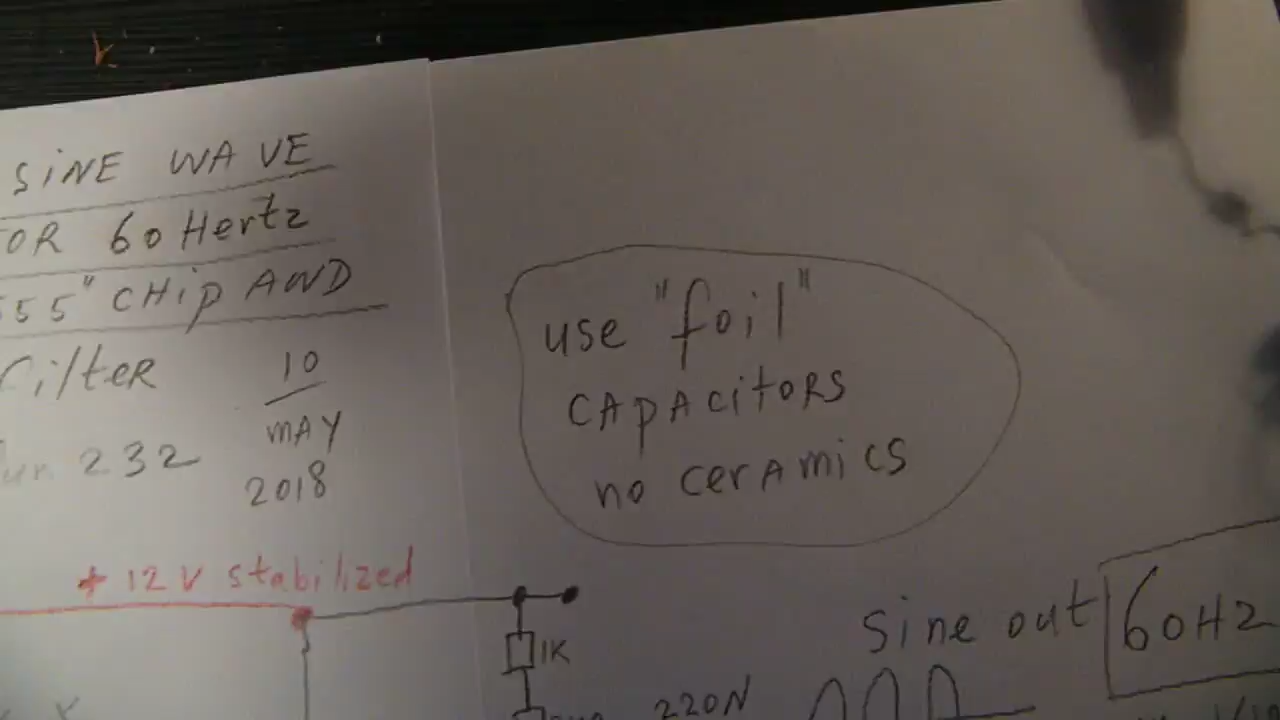 SiNE WAVE
FOR 60 Hertz
555" CHip AND
FilteR
232
10
MAY
2018
use "foil"
CApAcitoRS
no cerAmics
+ 12 V stabilized
1K
220N
Sine out
60HZ